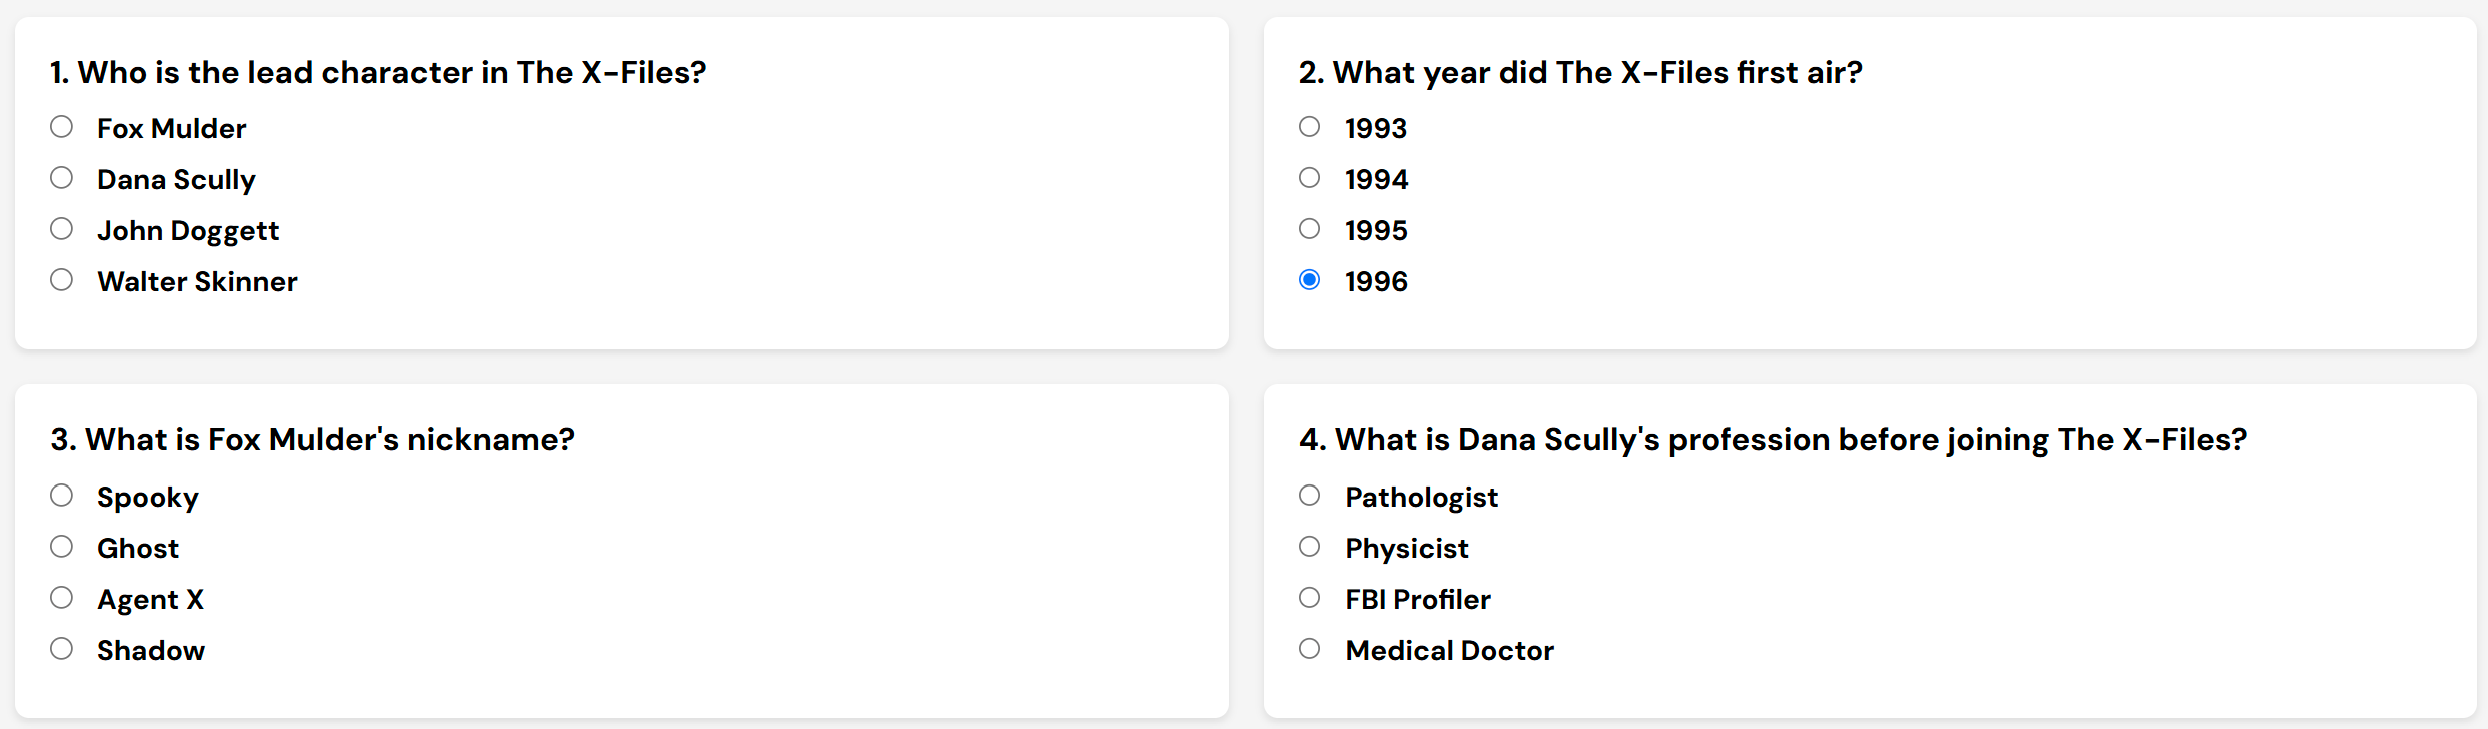 1. Who is the lead character in The X-Files?
Fox Mulder
Dana Scully
John Doggett
Walter Skinner
2. What year did The X-Files first air?
1993
1994
1995
1996
3. What is Fox Mulder's nickname?
Spooky
Ghost
Agent X
Shadow
4. What is Dana Scully's profession before joining The X-Files?
Pathologist
Physicist
FBI Profiler
Medical Doctor